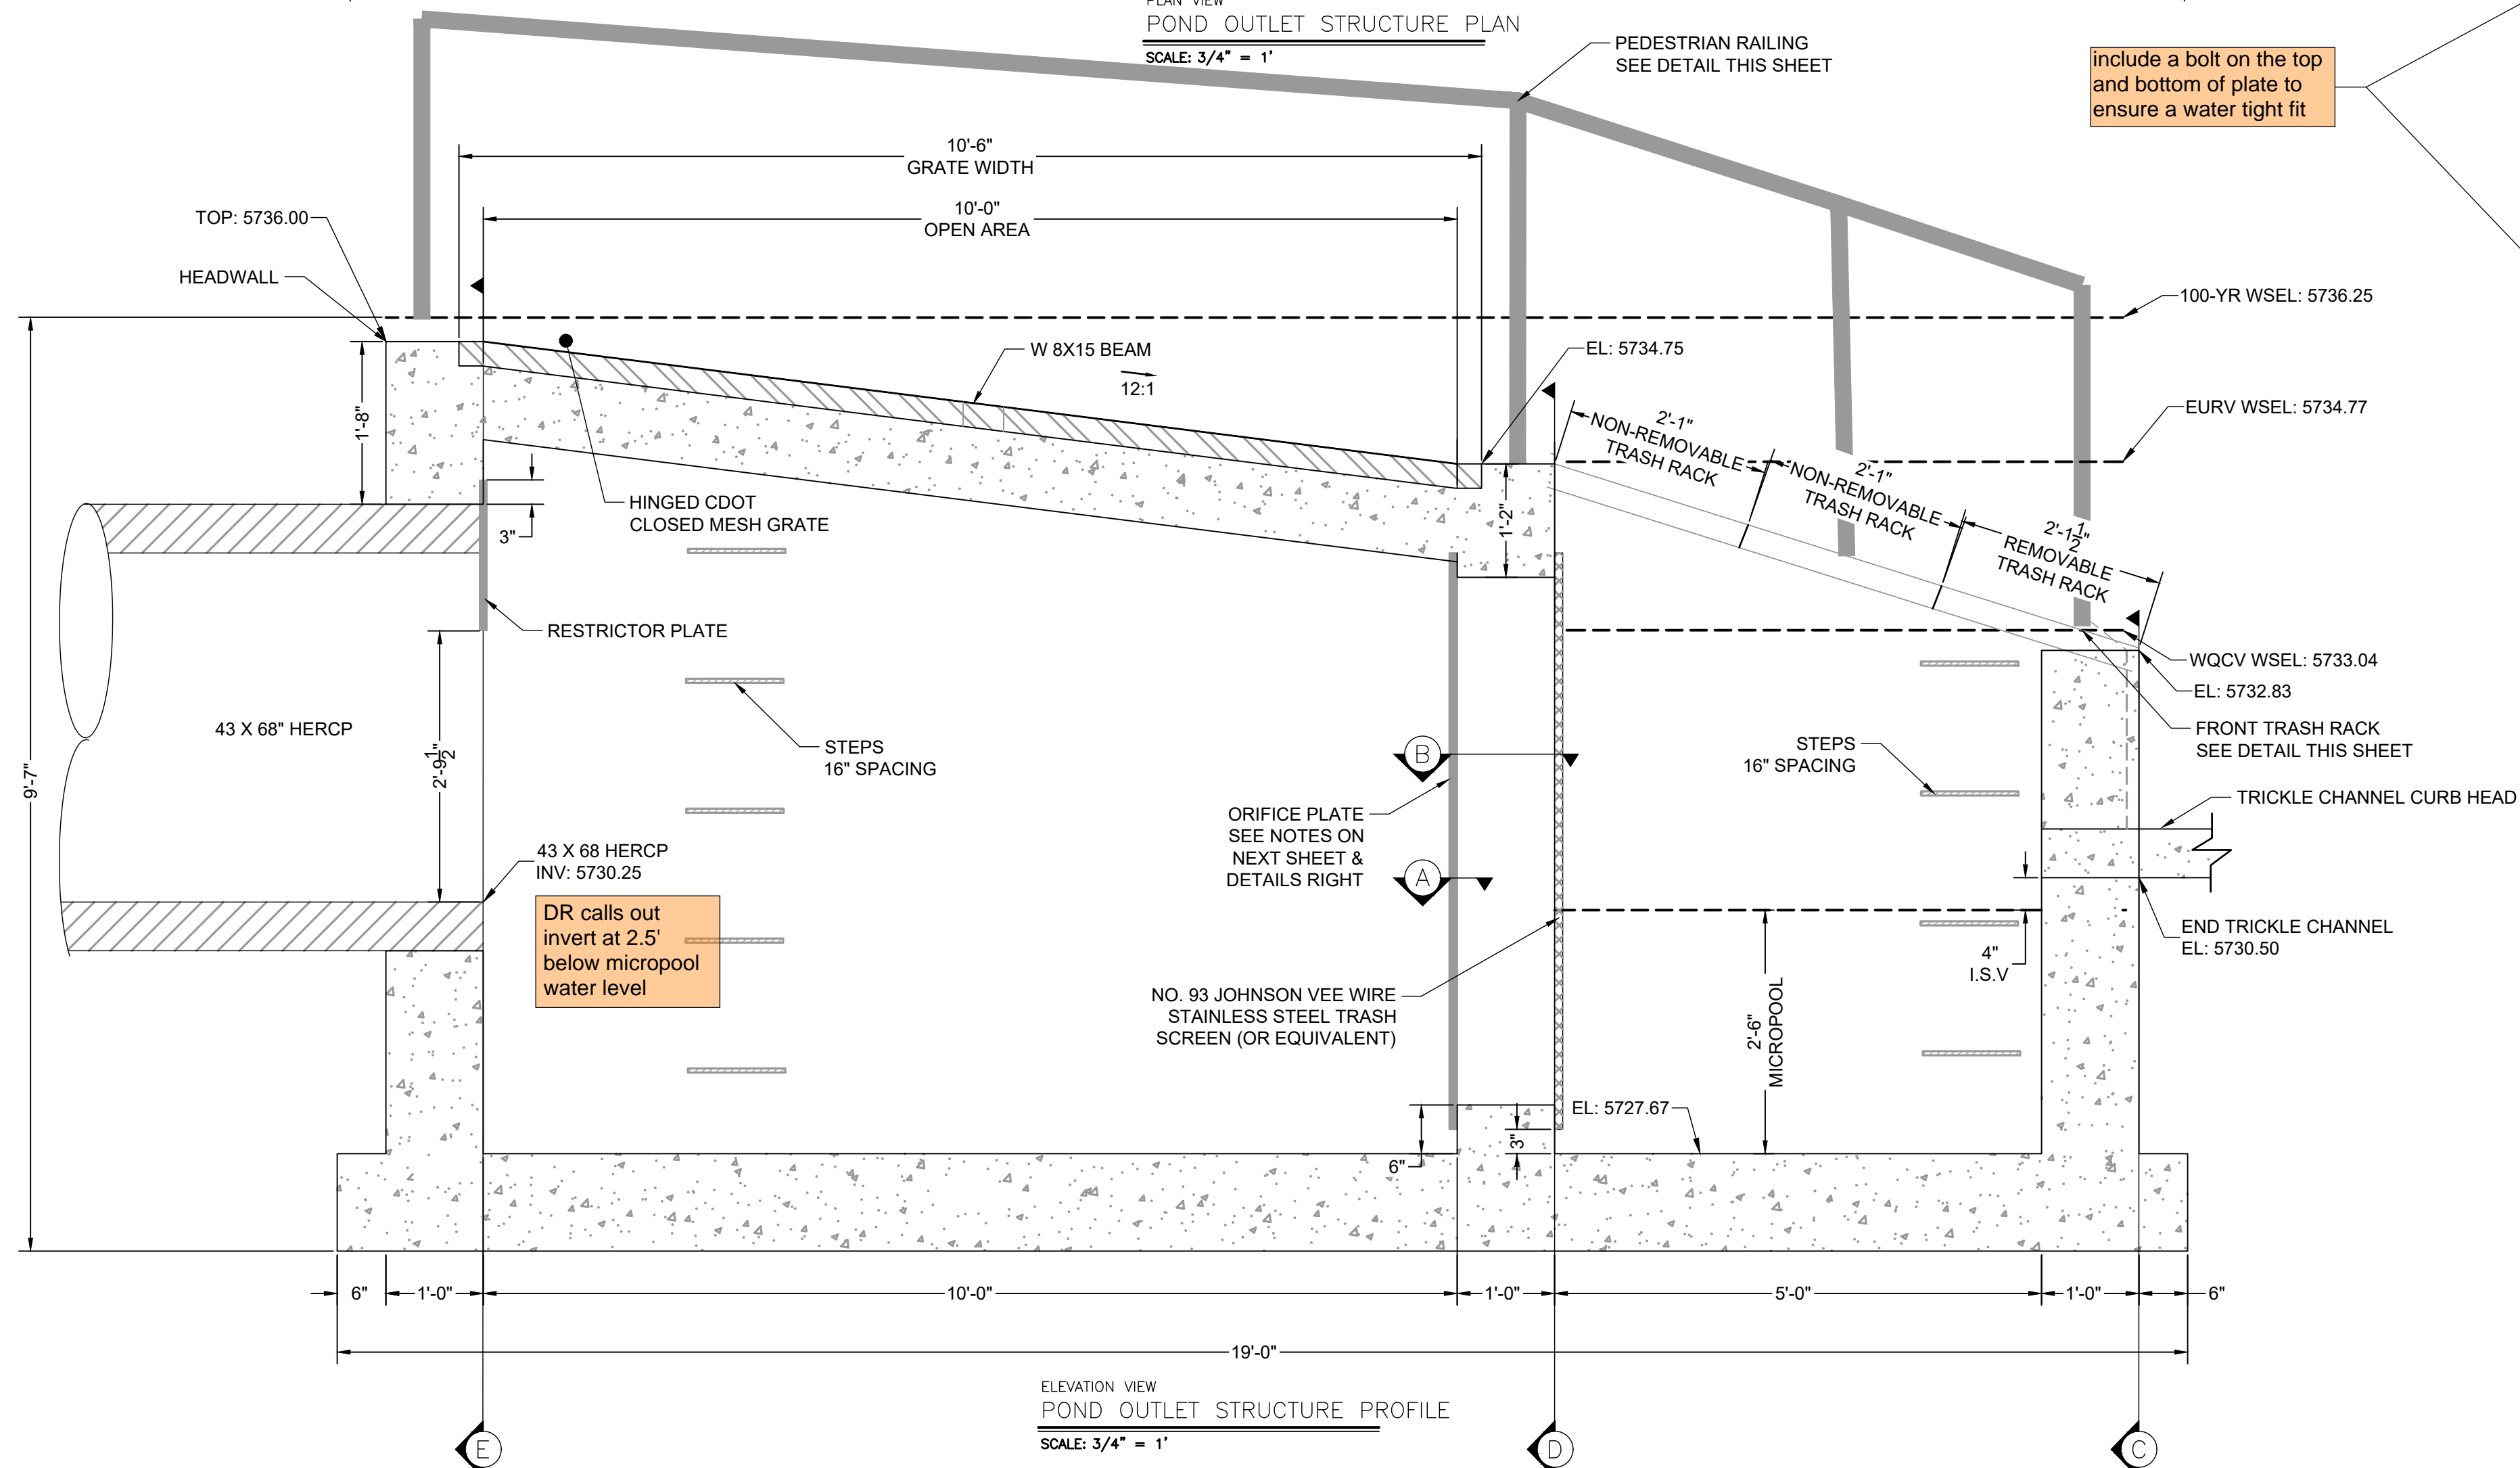 PLAN VIEW
POND OUTLET STRUCTURE PLAN
SCALE: 3/4" = 1'
PEDESTRIAN RAILING
SEE DETAIL THIS SHEET
include a bolt on the top
and bottom of plate to
ensure a water tight fit
10'-6"
GRATE WIDTH
10'-0"
OPEN AREA
TOP: 5736.00
HEADWALL
100-YR WSEL: 5736.25
W 8X15 BEAM
12:1
EL: 5734.75
EURV WSEL: 5734.77
1'-8"
2'-1"
NON-REMOVABLE
TRASH RACK
2'-1"
NON-REMOVABLE
TRASH RACK
2'-1 1/2"
REMOVABLE
TRASH RACK
HINGED CDOT
CLOSED MESH GRATE
3"
1'-2"
RESTRICTOR PLATE
WQCV WSEL: 5733.04
EL: 5732.83
43 X 68" HERCP
FRONT TRASH RACK
SEE DETAIL THIS SHEET
STEPS
16" SPACING
STEPS
16" SPACING
B
9'-7"
2'-9 1/2"
TRICKLE CHANNEL CURB HEAD
ORIFICE PLATE
SEE NOTES ON
NEXT SHEET &
DETAILS RIGHT
A
43 X 68 HERCP
INV: 5730.25
DR calls out
invert at 2.5'
below micropool
water level
END TRICKLE CHANNEL
EL: 5730.50
4"
I.S.V
NO. 93 JOHNSON VEE WIRE
STAINLESS STEEL TRASH
SCREEN (OR EQUIVALENT)
2'-6"
MICROPOOL
EL: 5727.67
3"
6"
6"
1'-0"
10'-0"
1'-0"
5'-0"
1'-0"
6"
19'-0"
ELEVATION VIEW
POND OUTLET STRUCTURE PROFILE
SCALE: 3/4" = 1'
E
D
C